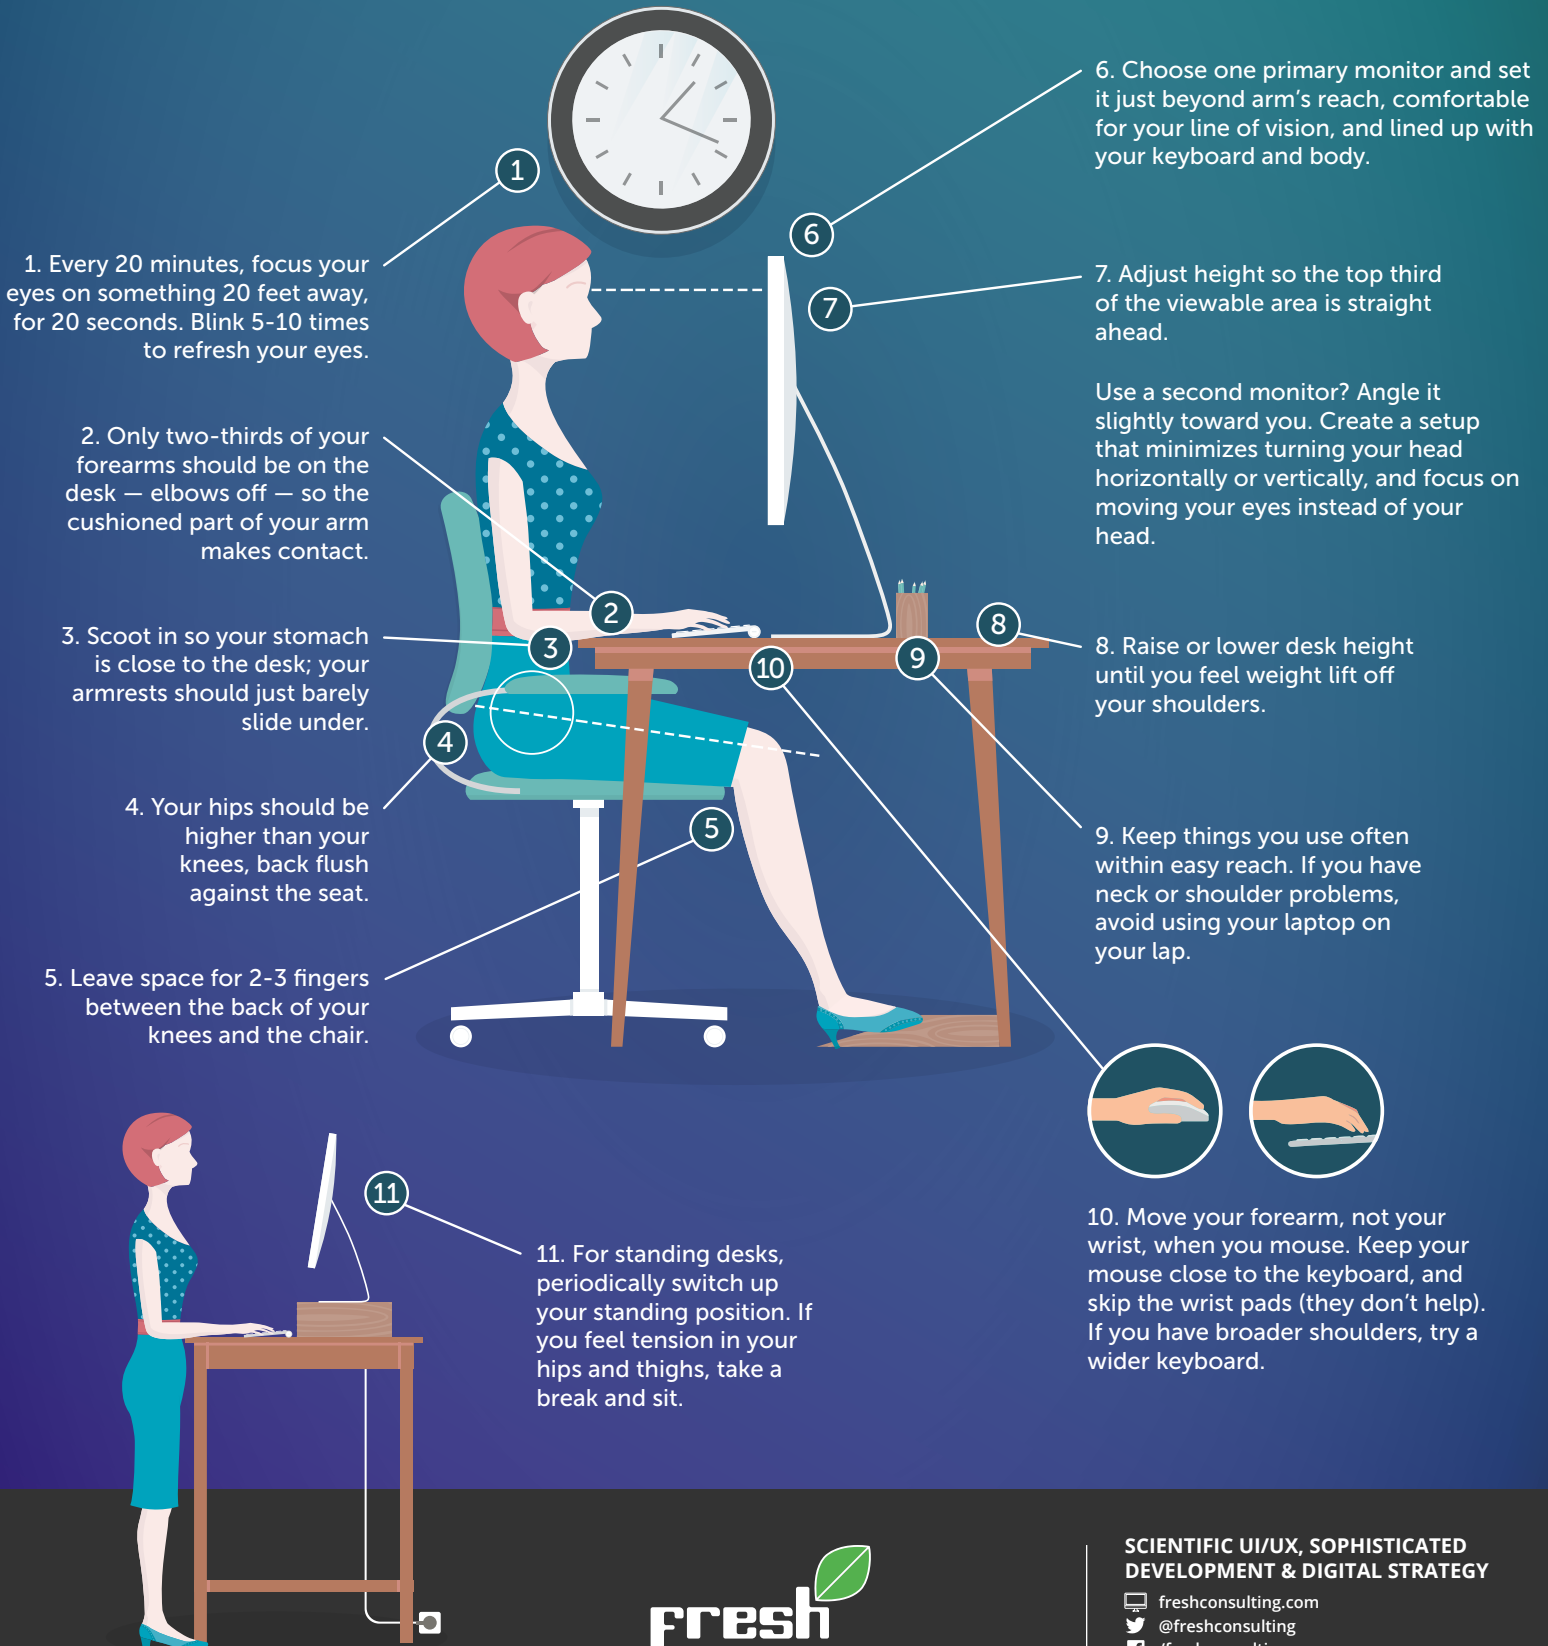 1
1. Every 20 minutes, focus your
eyes on something 20 feet away,
for 20 seconds. Blink 5-10 times
to refresh your eyes.
2. Only two-thirds of your
forearms should be on the
desk — elbows off — so the
cushioned part of your arm
makes contact.
2
3. Scoot in so your stomach
is close to the desk; your
armrests should just barely
slide under.
3
4
4. Your hips should be
higher than your
knees, back flush
against the seat.
5
5. Leave space for 2-3 fingers
between the back of your
knees and the chair.
6
6. Choose one primary monitor and set
it just beyond arm's reach, comfortable
for your line of vision, and lined up with
your keyboard and body.
7
7. Adjust height so the top third
of the viewable area is straight
ahead.
Use a second monitor? Angle it
slightly toward you. Create a setup
that minimizes turning your head
horizontally or vertically, and focus on
moving your eyes instead of your
head.
8
8. Raise or lower desk height
until you feel weight lift off
your shoulders.
9
9. Keep things you use often
within easy reach. If you have
neck or shoulder problems,
avoid using your laptop on
your lap.
10
10. Move your forearm, not your
wrist, when you mouse. Keep your
mouse close to the keyboard, and
skip the wrist pads (they don't help).
If you have broader shoulders, try a
wider keyboard.
11
11. For standing desks,
periodically switch up
your standing position. If
you feel tension in your
hips and thighs, take a
break and sit.
fresh
SCIENTIFIC UI/UX, SOPHISTICATED
DEVELOPMENT & DIGITAL STRATEGY
freshconsulting.com
@freshconsulting